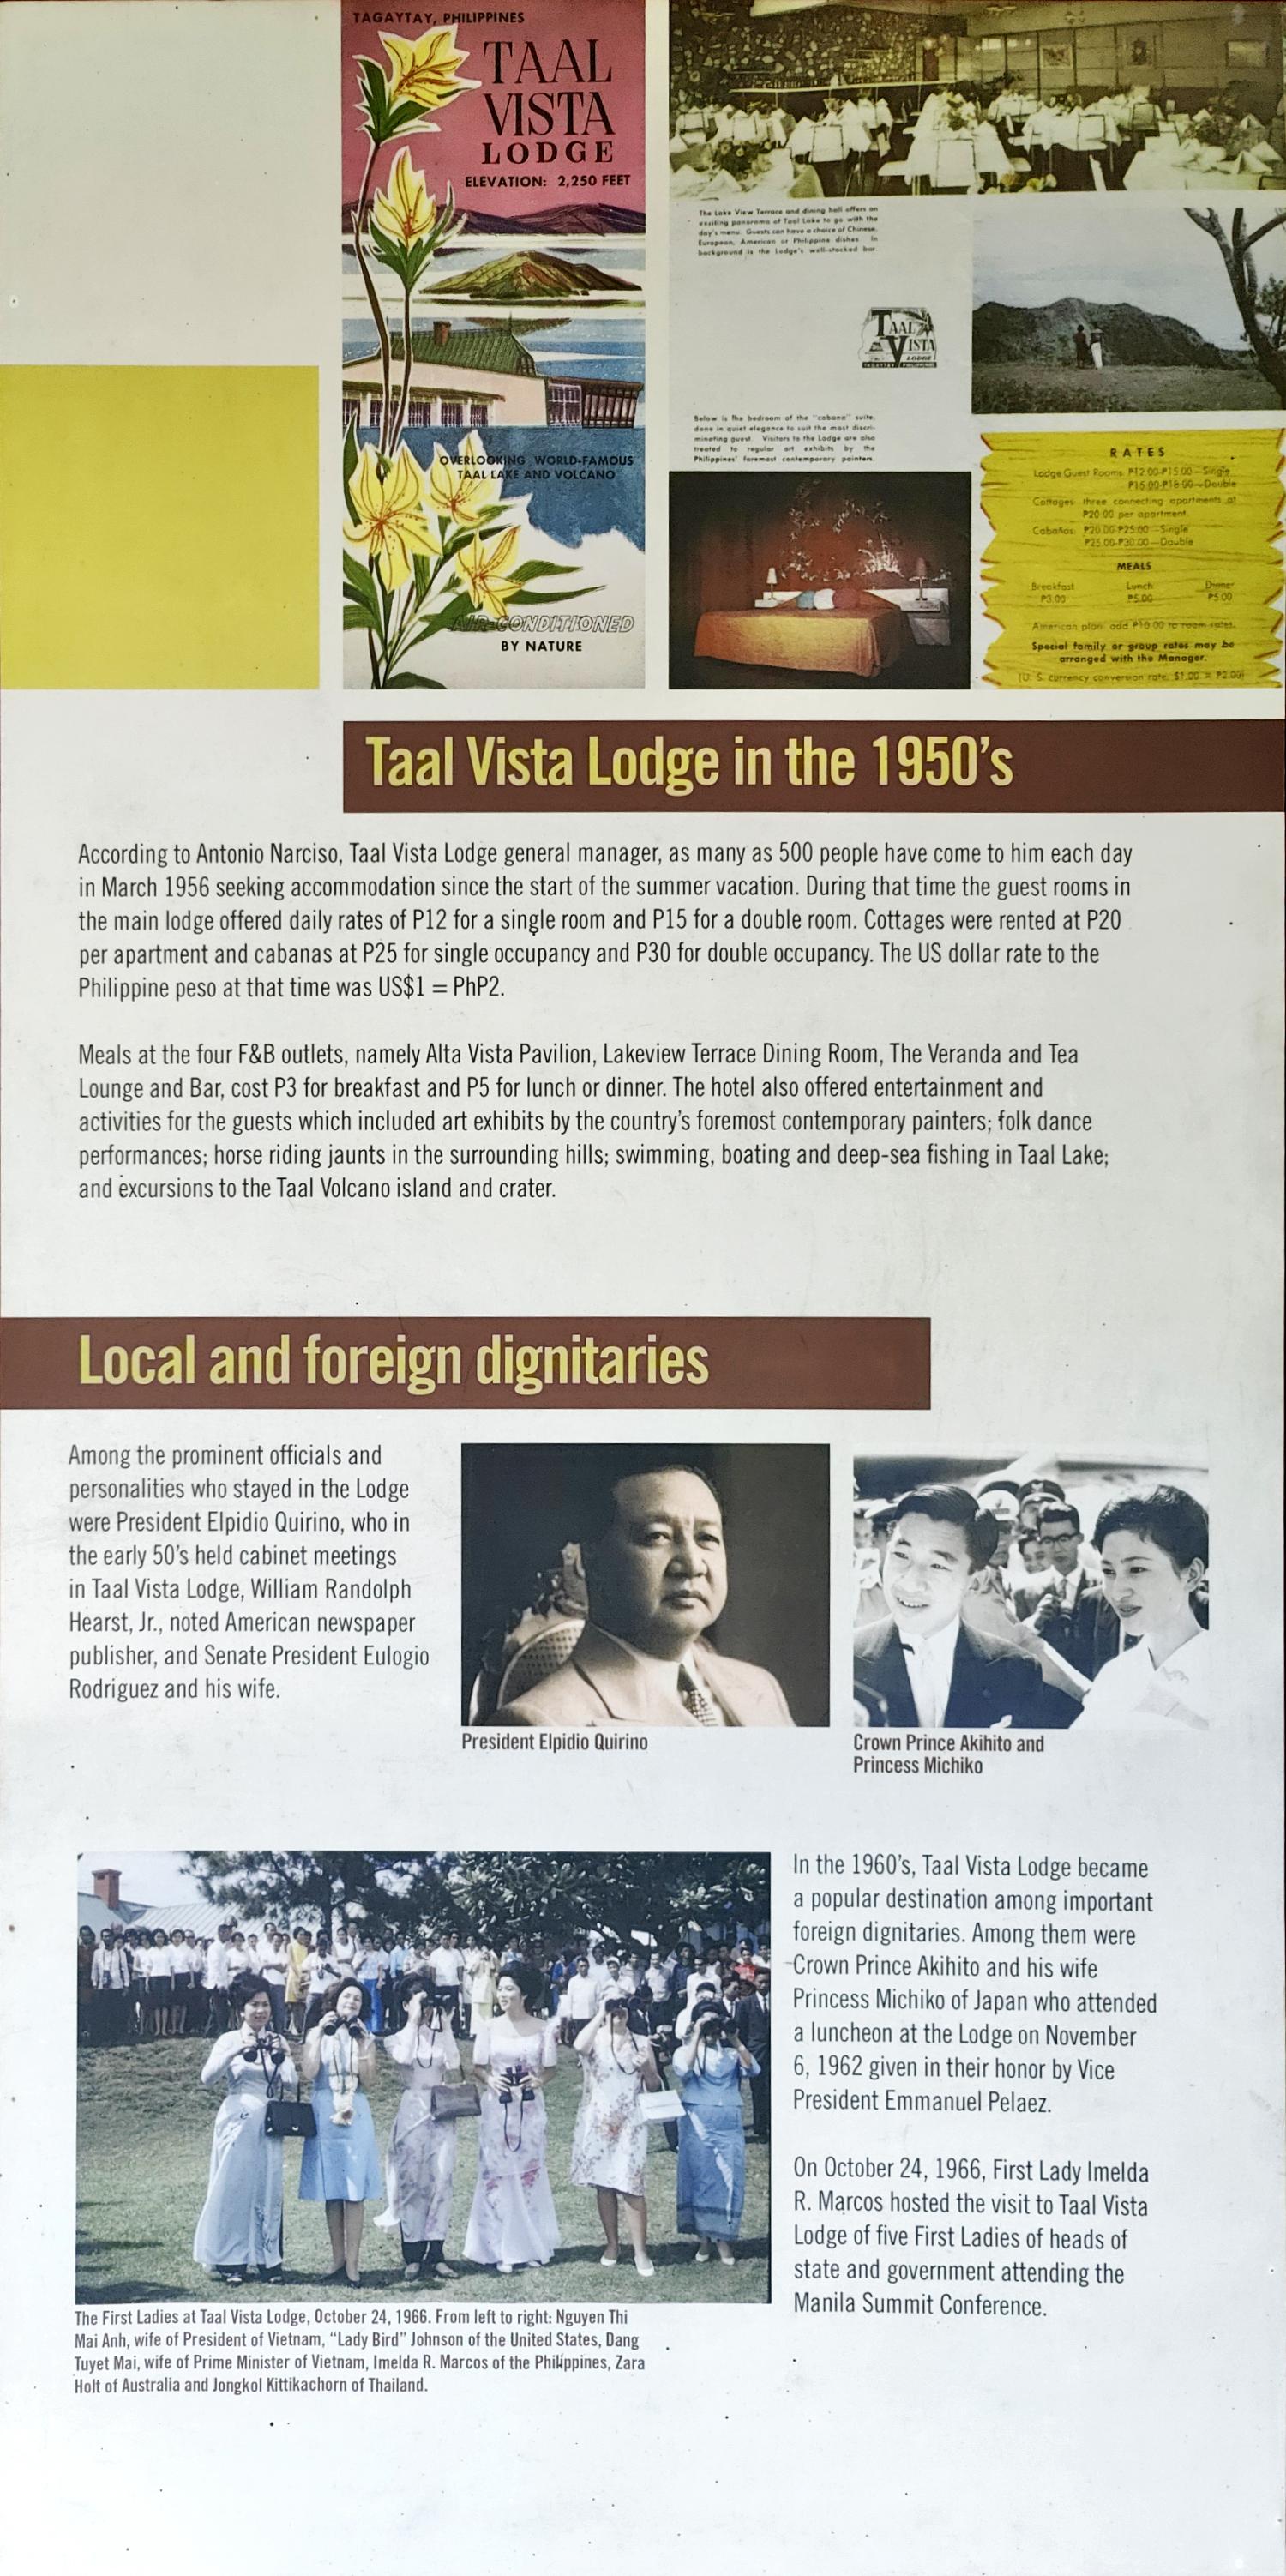 TAGAYTAY, PHILIPPINES
TAAL
VISTA
LODGE
ELEVATION: 2,250 FEET
OVERLOOKING WORLD-FAMOUS
TAAL LAKE AND VOLCANO
AIR-CONDITIONED
BY NATURE
The Lake View Terrace and dining hall offers an
exciting panorama of Taal Lake to go with the
day's menu. Guests can have a choice of Chinese,
European, American or Philippine dishes. In
background is the Lodge's well-stocked bar
TAAL
VISTA
LODGE
TAGAYTAY PHILIPPINES
Below is the bedroom of the "cabana" suite,
done in quiet elegance to suit the most discri-
minating guest. Visitors to the Lodge are also
treated to regular art exhibits by the
Philippines' foremost contemporary painters.
RATES
Lodge Guest Rooms: P12.00-P15.00—Single
P15.00-P18.00—Double
Cottages: three connecting apartments at
P20.00 per apartment.
Cabañas: P20.00-P25.00—Single
P25.00-P30.00—Double
MEALS
Breakfast Lunch Dinner
P3.00 P5.00 P5.00
American plan: add P10.00 to room rates.
Special family or group rates may be
arranged with the Manager.
(U. S. currency conversion rate: $1.00 = P2.00)
Taal Vista Lodge in the 1950's
According to Antonio Narciso, Taal Vista Lodge general manager, as many as 500 people have come to him each day
in March 1956 seeking accommodation since the start of the summer vacation. During that time the guest rooms in
the main lodge offered daily rates of P12 for a single room and P15 for a double room. Cottages were rented at P20
per apartment and cabanas at P25 for single occupancy and P30 for double occupancy. The US dollar rate to the
Philippine peso at that time was US$1 = PhP2.
Meals at the four F&B outlets, namely Alta Vista Pavilion, Lakeview Terrace Dining Room, The Veranda and Tea
Lounge and Bar, cost P3 for breakfast and P5 for lunch or dinner. The hotel also offered entertainment and
activities for the guests which included art exhibits by the country's foremost contemporary painters; folk dance
performances; horse riding jaunts in the surrounding hills; swimming, boating and deep-sea fishing in Taal Lake;
and excursions to the Taal Volcano island and crater.
Local and foreign dignitaries
Among the prominent officials and
personalities who stayed in the Lodge
were President Elpidio Quirino, who in
the early 50's held cabinet meetings
in Taal Vista Lodge, William Randolph
Hearst, Jr., noted American newspaper
publisher, and Senate President Eulogio
Rodriguez and his wife.
President Elpidio Quirino
Crown Prince Akihito and
Princess Michiko
In the 1960's, Taal Vista Lodge became
a popular destination among important
foreign dignitaries. Among them were
Crown Prince Akihito and his wife
Princess Michiko of Japan who attended
a luncheon at the Lodge on November
6, 1962 given in their honor by Vice
President Emmanuel Pelaez.
On October 24, 1966, First Lady Imelda
R. Marcos hosted the visit to Taal Vista
Lodge of five First Ladies of heads of
state and government attending the
Manila Summit Conference.
The First Ladies at Taal Vista Lodge, October 24, 1966. From left to right: Nguyen Thi
Mai Anh, wife of President of Vietnam, "Lady Bird" Johnson of the United States, Dang
Tuyet Mai, wife of Prime Minister of Vietnam, Imelda R. Marcos of the Philippines, Zara
Holt of Australia and Jongkol Kittikachorn of Thailand.